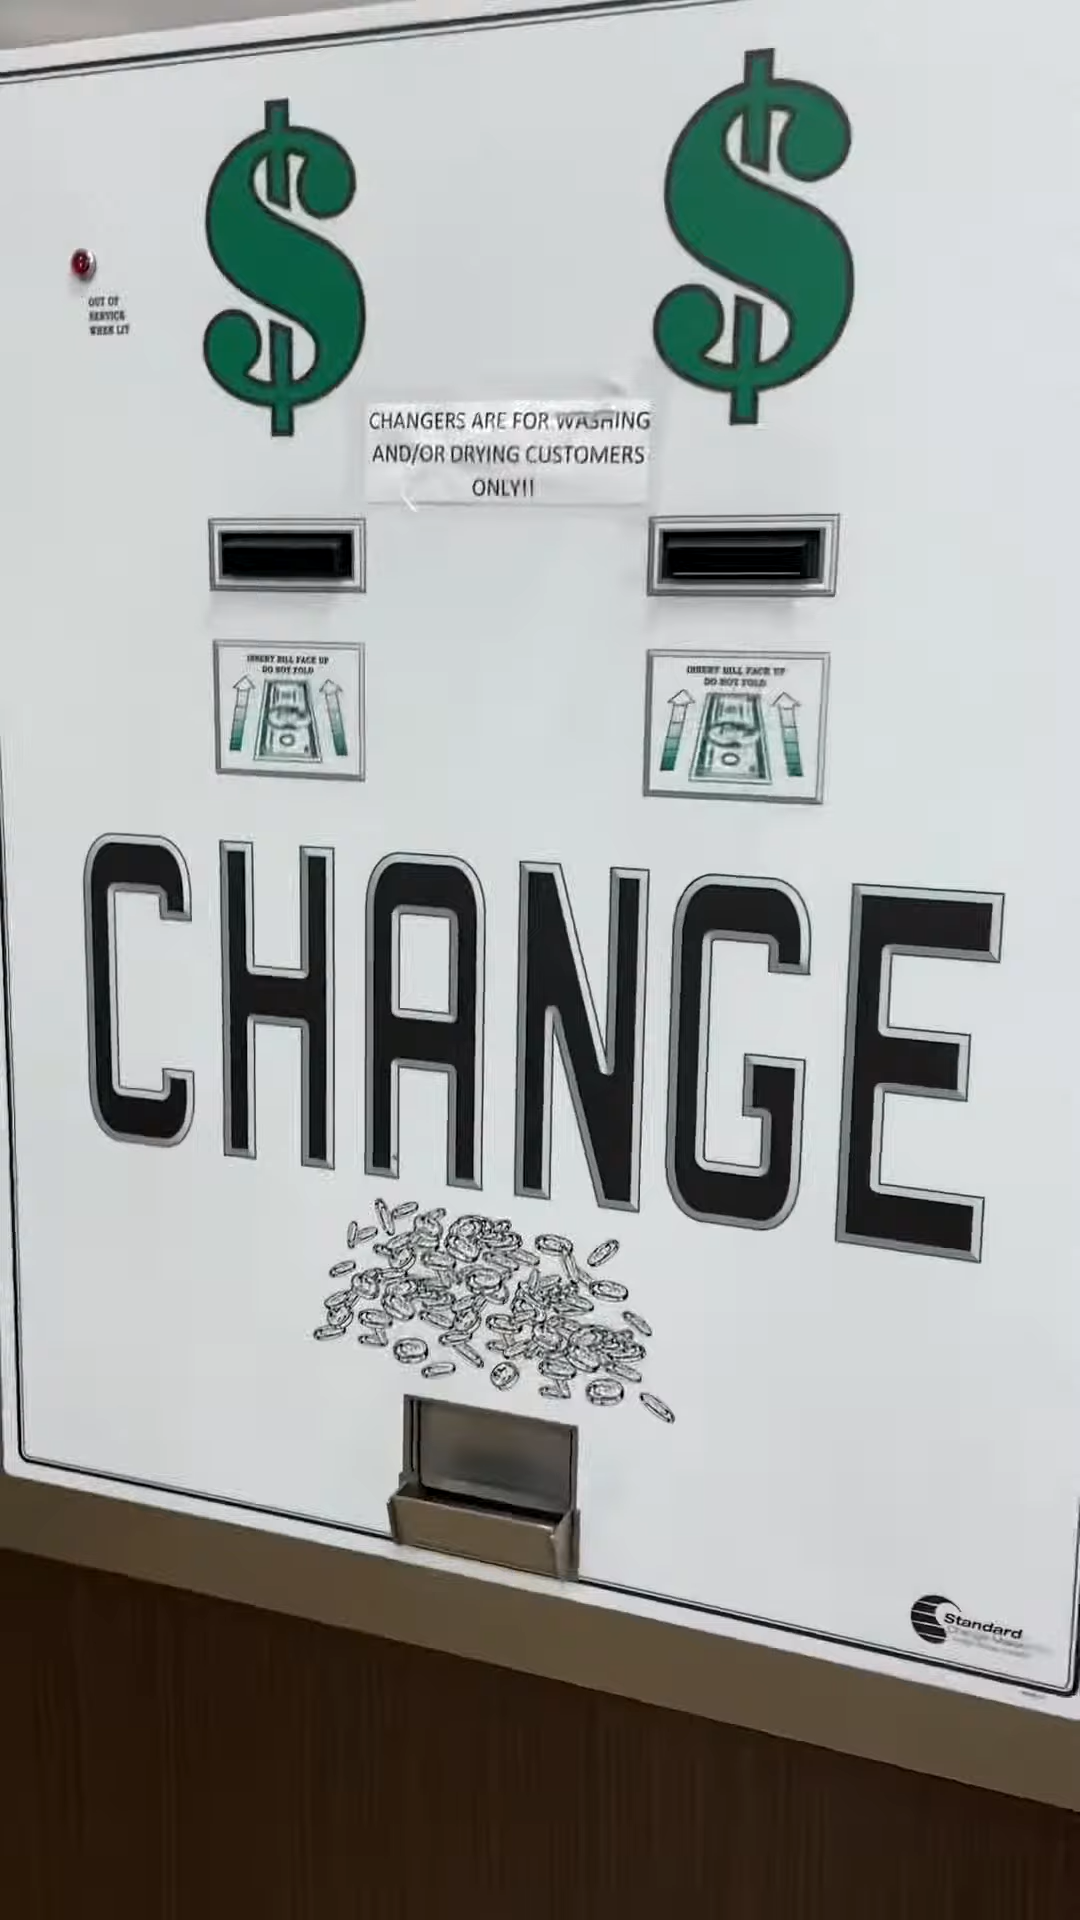 $ $
OUT OF
SERVICE
WHEN LIT
CHANGERS ARE FOR WASHING
AND/OR DRYING CUSTOMERS
ONLY!!
INSERT BILL FACE UP
DO NOT FOLD
INSERT BILL FACE UP
DO NOT FOLD
CHANGE
Standard